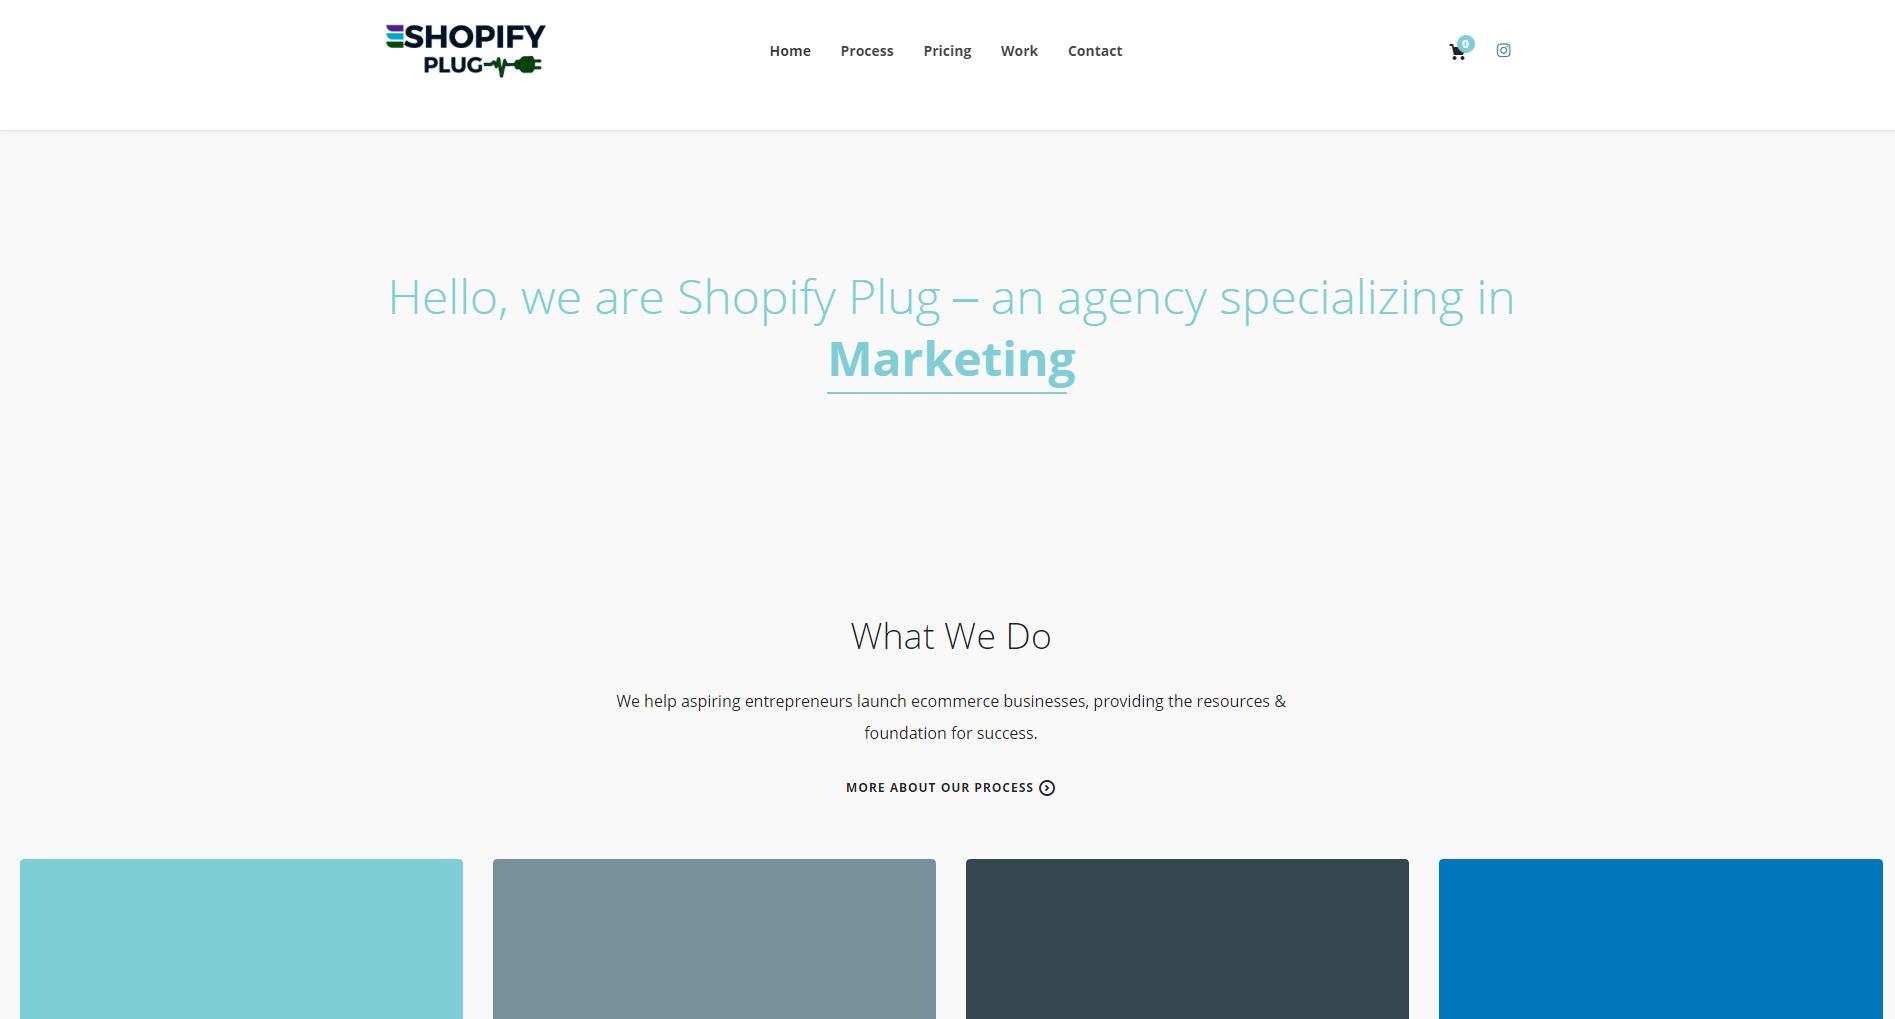 SHOPIFY
PLUG
Home Process Pricing Work Contact
0
Hello, we are Shopify Plug – an agency specializing in
Marketing
What We Do
We help aspiring entrepreneurs launch ecommerce businesses, providing the resources &
foundation for success.
MORE ABOUT OUR PROCESS